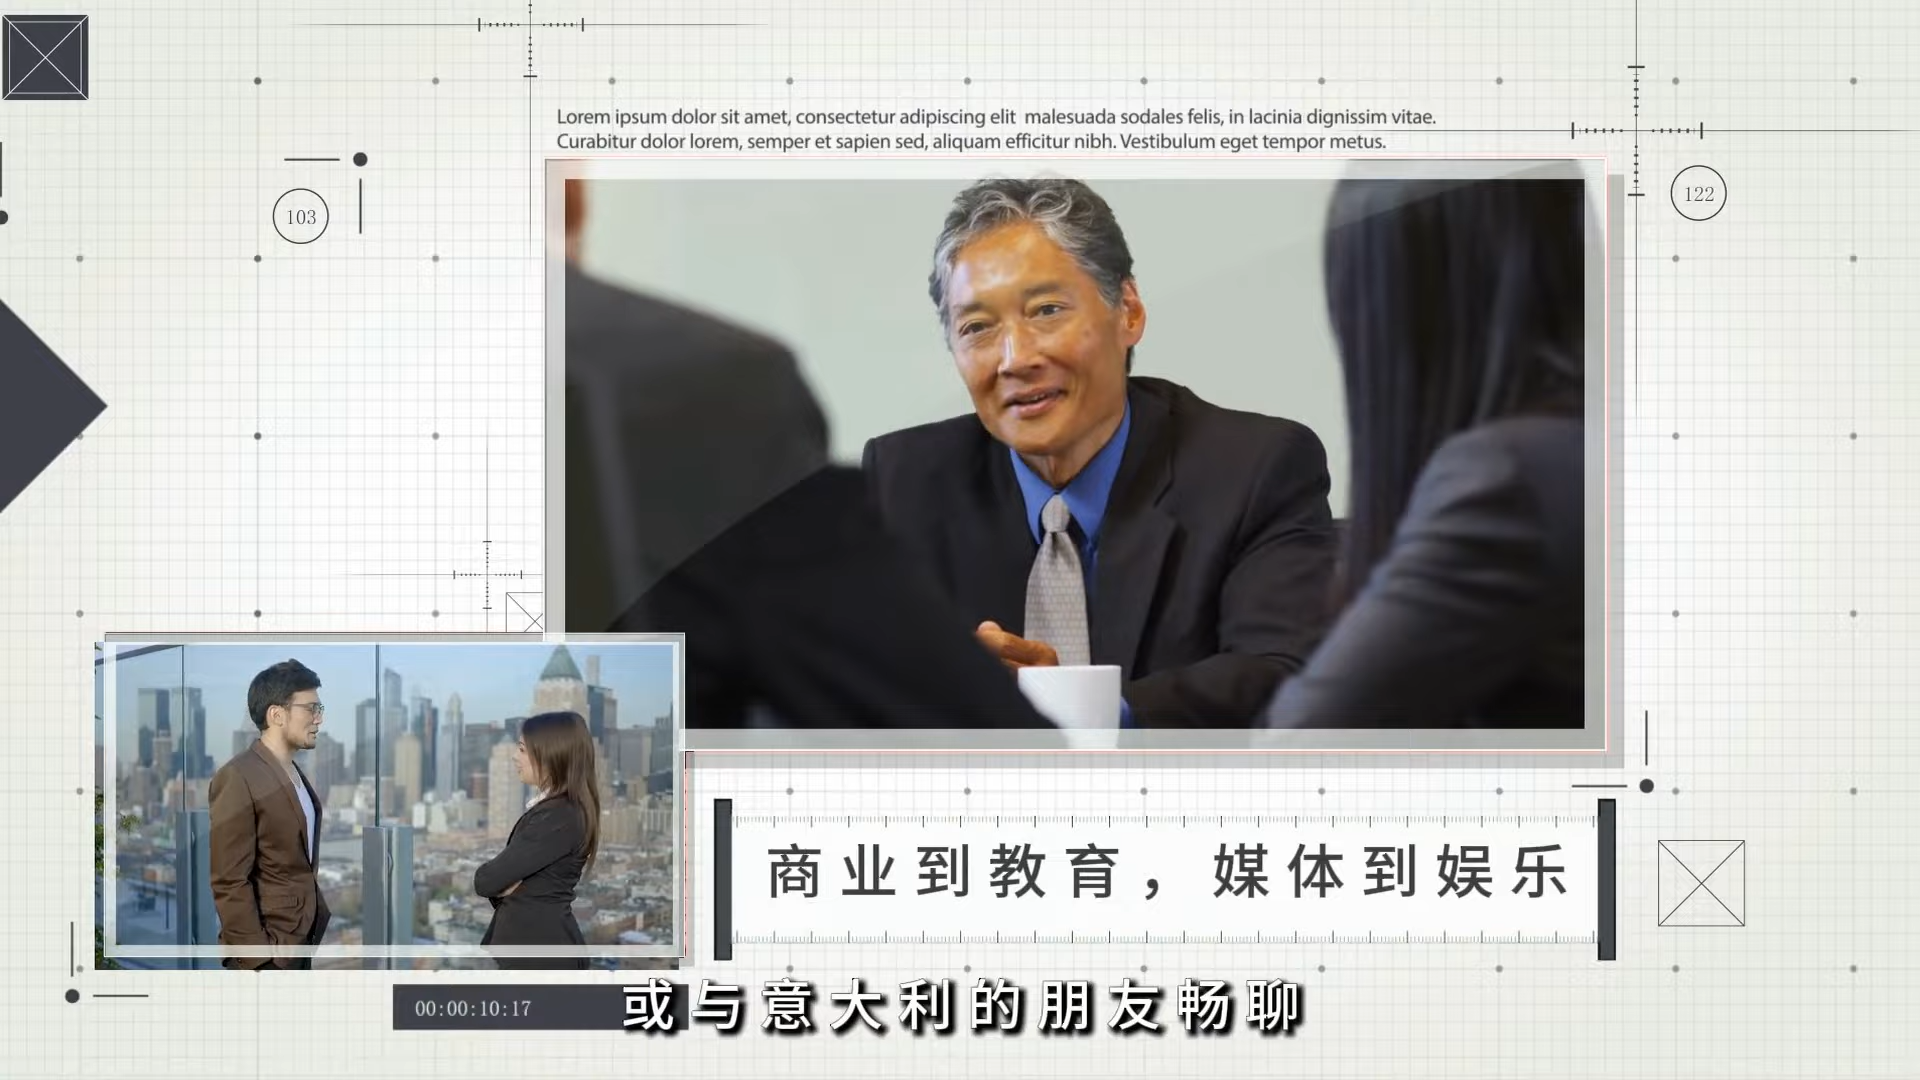 Lorem ipsum dolor sit amet, consectetur adipiscing elit malesuada sodales felis, in lacinia dignissim vitae.
Curabitur dolor lorem, semper et sapien sed, aliquam efficitur nibh. Vestibulum eget tempor metus.
103
122
商业到教育，媒体到娱乐
00:00:10:17
或与意大利的朋友畅聊